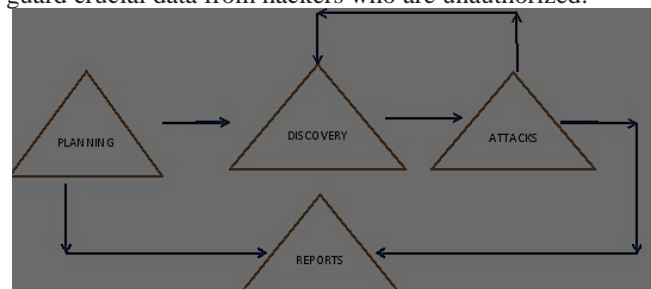 guard crucial data from hackers who are unauthorized.
PLANNING
DISCOVERY
ATTACKS
REPORTS